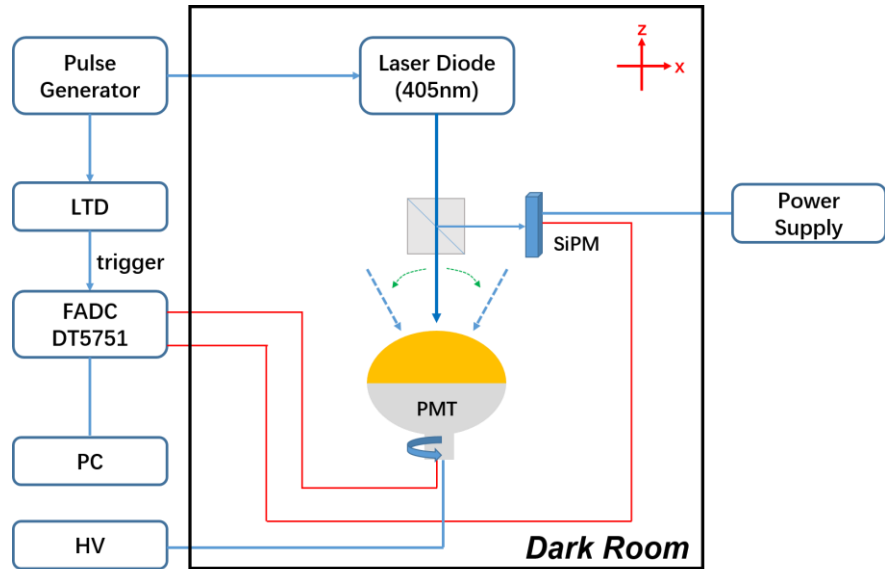 Pulse
Generator
Laser Diode
(405nm)
Z
X
LTD
SiPM
Power
Supply
trigger
FADC
DT5751
PMT
PC
HV
Dark Room